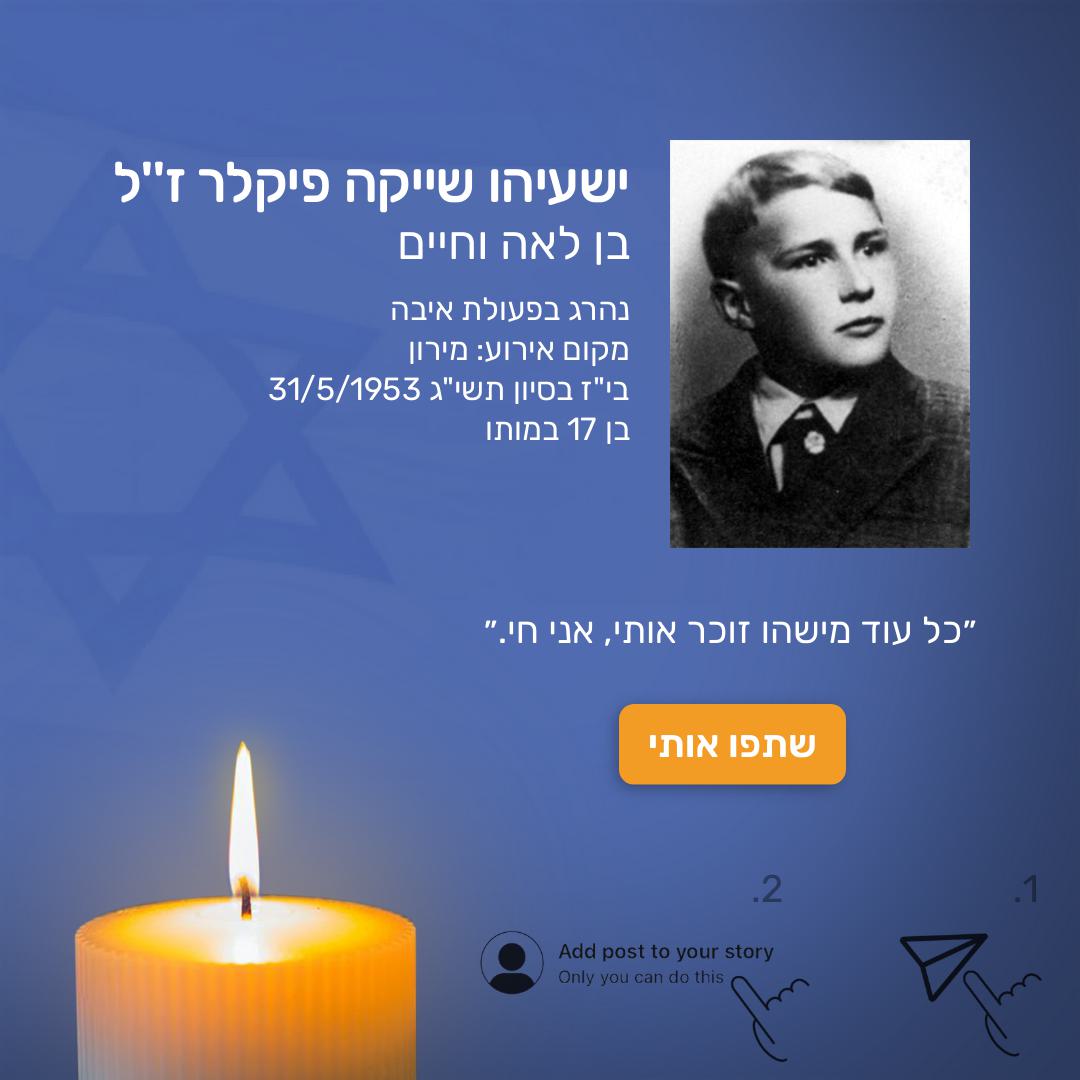 ישעיהו שייקה פיקלר ז"ל
בן לאה וחיים
נהרג בפעולת איבה
מקום אירוע: מירון
בי"ז בסיון תשי"ג 31/5/1953
בן 17 במותו
״כל עוד מישהו זוכר אותי, אני חי.״
שתפו אותי
1.
2.
Add post to your story
Only you can do this